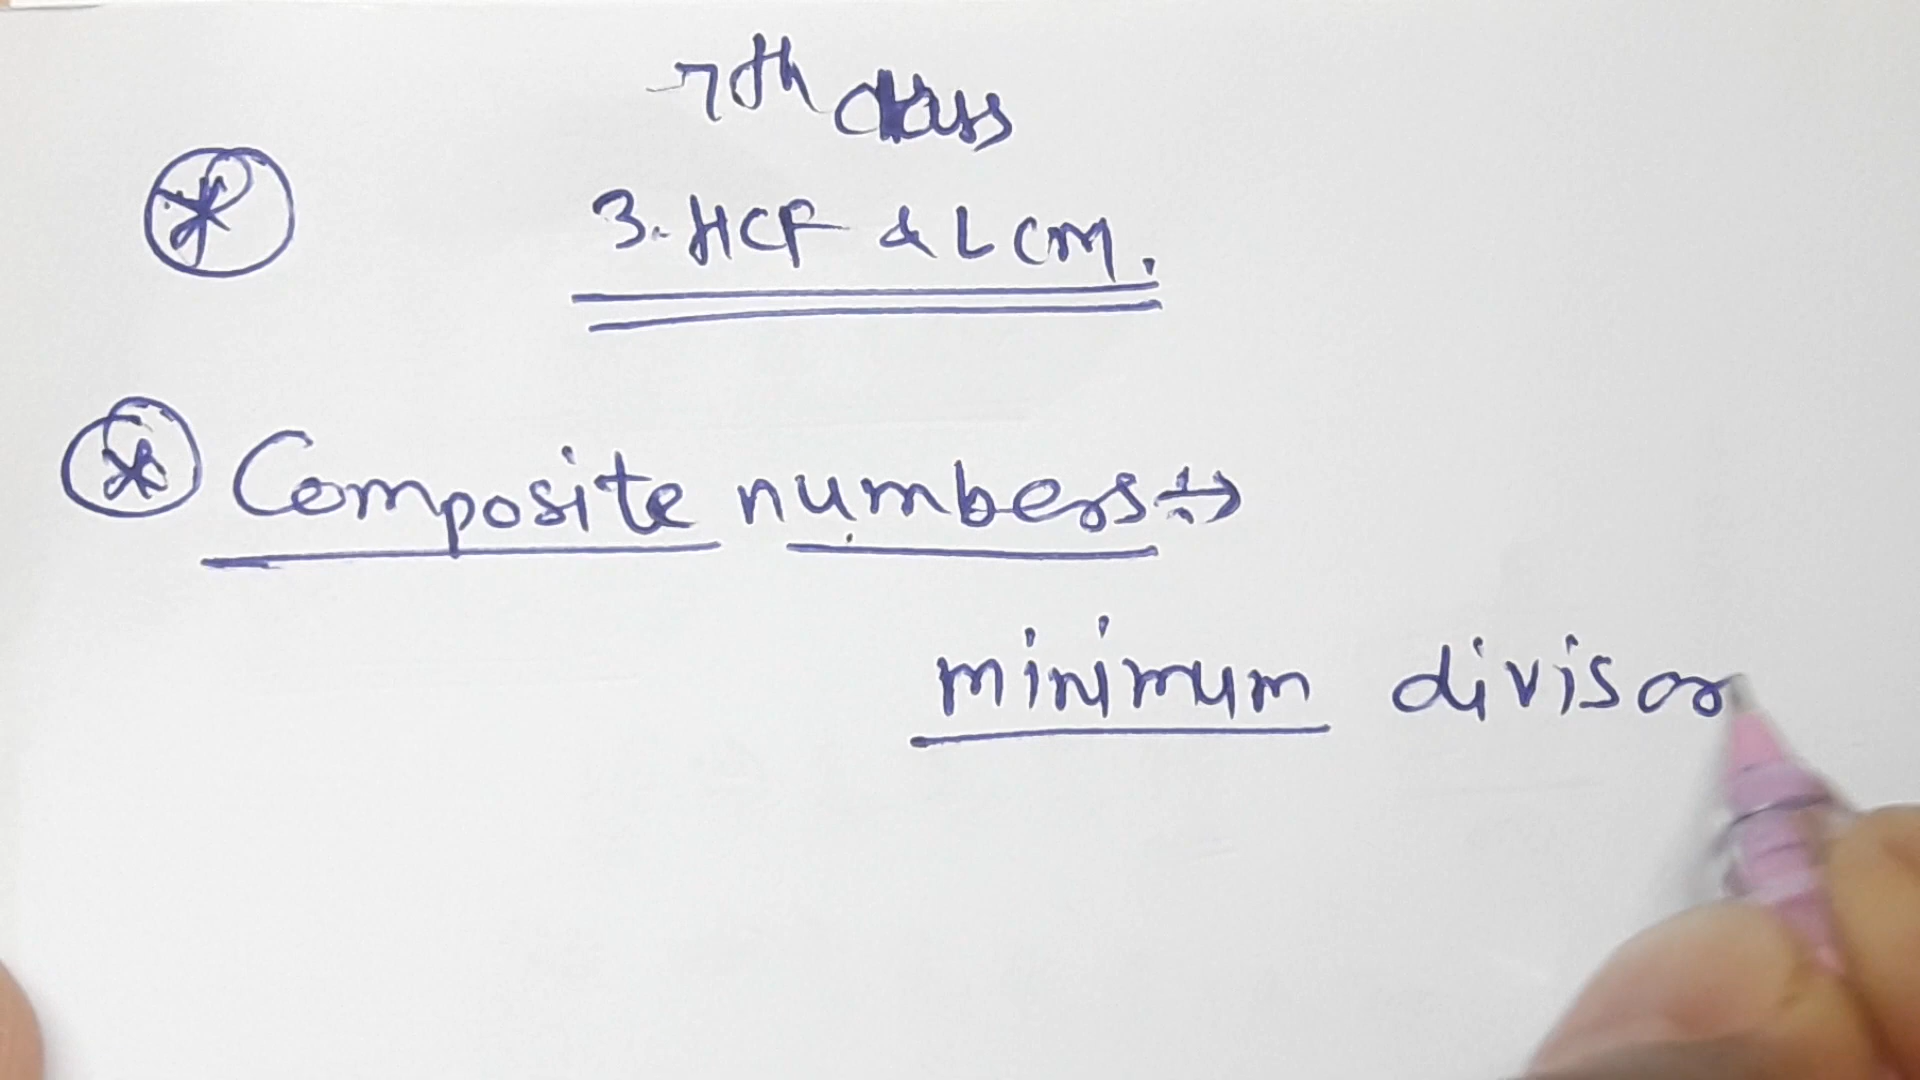 7th class
3. HCF & LCM.
Composite numbers :→
minimum divisor